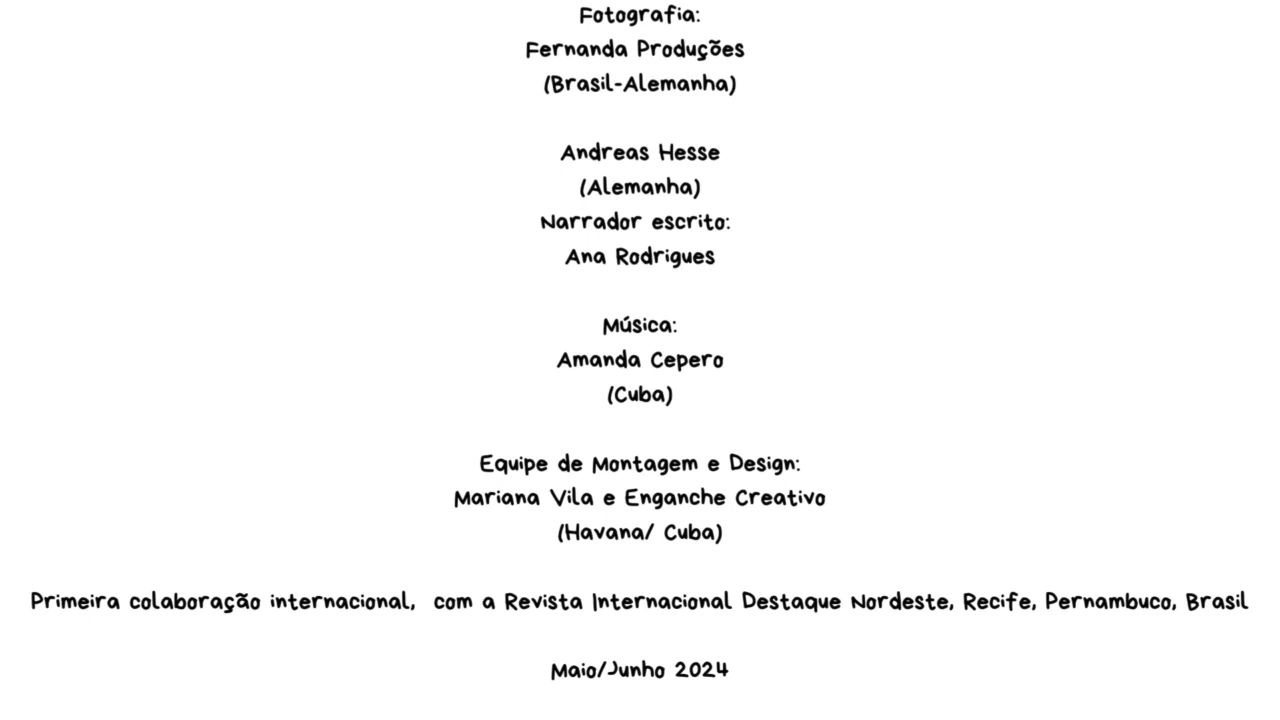 Fotografia:
Fernanda Produções
(Brasil-Alemanha)
Andreas Hesse
(Alemanha)
Narrador escrito:
Ana Rodrigues
Música:
Amanda Cepero
(Cuba)
Equipe de Montagem e Design:
Mariana Vila e Enganche Creativo
(Havana/ Cuba)
Primeira colaboração internacional,  com a Revista Internacional Destaque Nordeste, Recife, Pernambuco, Brasil
Maio/Junho 2024